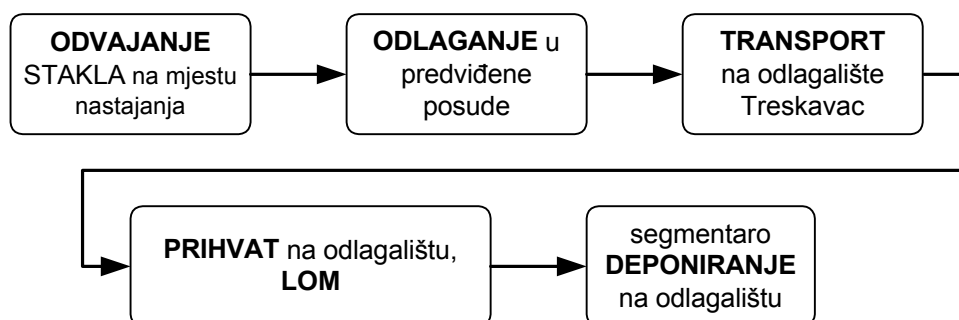 ODVAJANJE
STAKLA na mjestu
nastajanja
ODLAGANJE u
predviđene
posude
TRANSPORT
na odlagalište
Treskavac
PRIHVAT na odlagalištu,
LOM
segmentaro
DEPONIRANJE
na odlagalištu